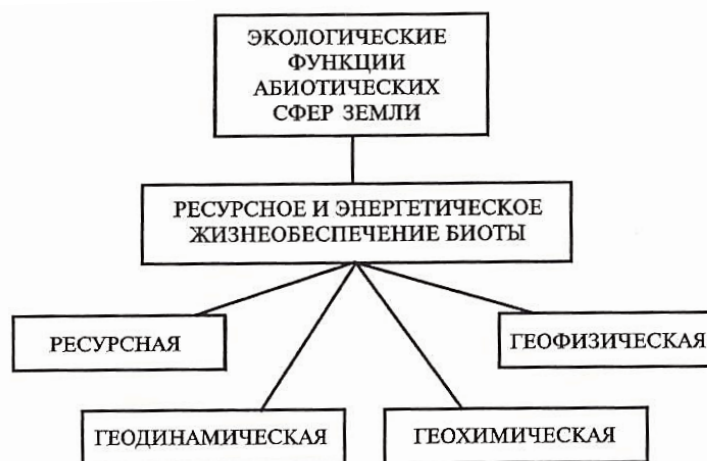 ЭКОЛОГИЧЕСКИЕ
ФУНКЦИИ
АБИОТИЧЕСКИХ
СФЕР ЗЕМЛИ
РЕСУРСНОЕ И ЭНЕРГЕТИЧЕСКОЕ
ЖИЗНЕОБЕСПЕЧЕНИЕ БИОТЫ
РЕСУРСНАЯ
ГЕОФИЗИЧЕСКАЯ
ГЕОДИНАМИЧЕСКАЯ
ГЕОХИМИЧЕСКАЯ